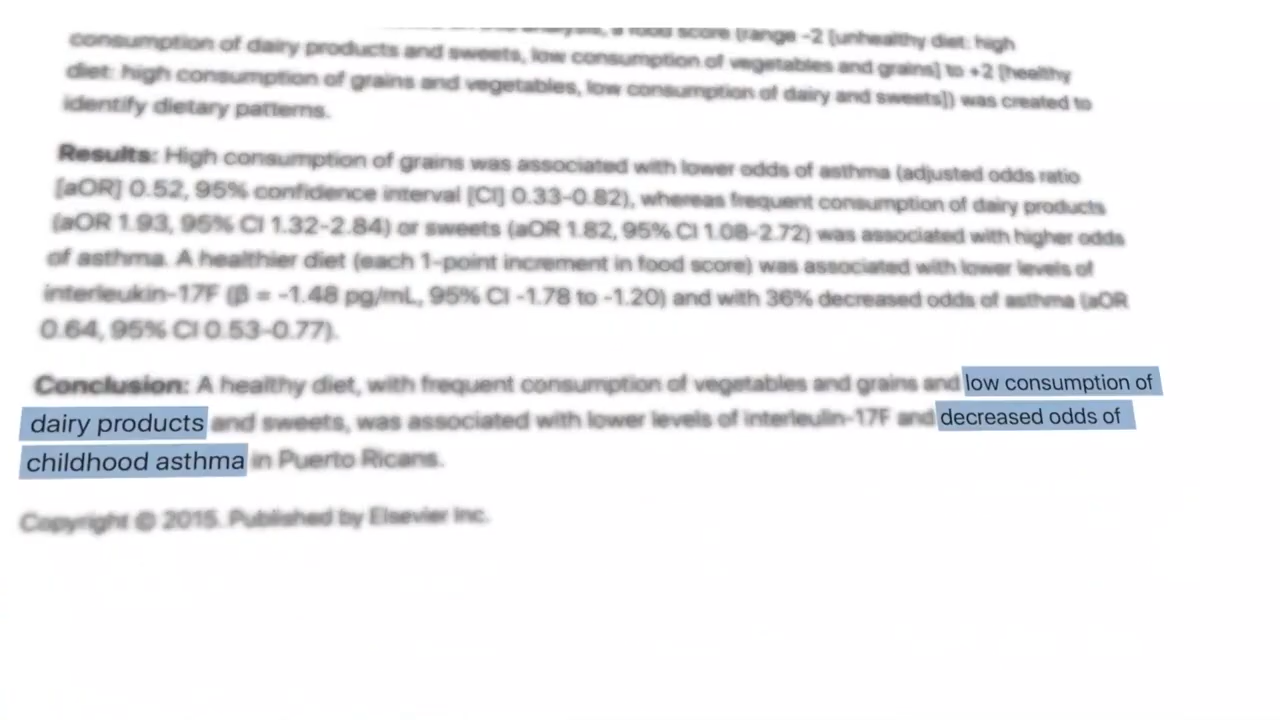 a food score (range -2 [unhealthy diet: high
consumption of dairy products and sweets, low consumption of vegetables and grains] to +2 [healthy
diet: high consumption of grains and vegetables, low consumption of dairy and sweets]) was created to
identify dietary patterns.
Results: High consumption of grains was associated with lower odds of asthma (adjusted odds ratio
[aOR] 0.52, 95% confidence interval [CI] 0.33-0.82), whereas frequent consumption of dairy products
(aOR 1.93, 95% CI 1.32-2.84) or sweets (aOR 1.82, 95% CI 1.08-2.72) was associated with higher odds
of asthma. A healthier diet (each 1-point increment in food score) was associated with lower levels of
interleukin-17F (β = -1.48 pg/mL, 95% CI -1.78 to -1.20) and with 36% decreased odds of asthma (aOR
0.64, 95% CI 0.53-0.77).
Conclusion: A healthy diet, with frequent consumption of vegetables and grains and low consumption of
dairy products and sweets, was associated with lower levels of interleulin-17F and decreased odds of
childhood asthma in Puerto Ricans.
Copyright © 2015. Published by Elsevier Inc.